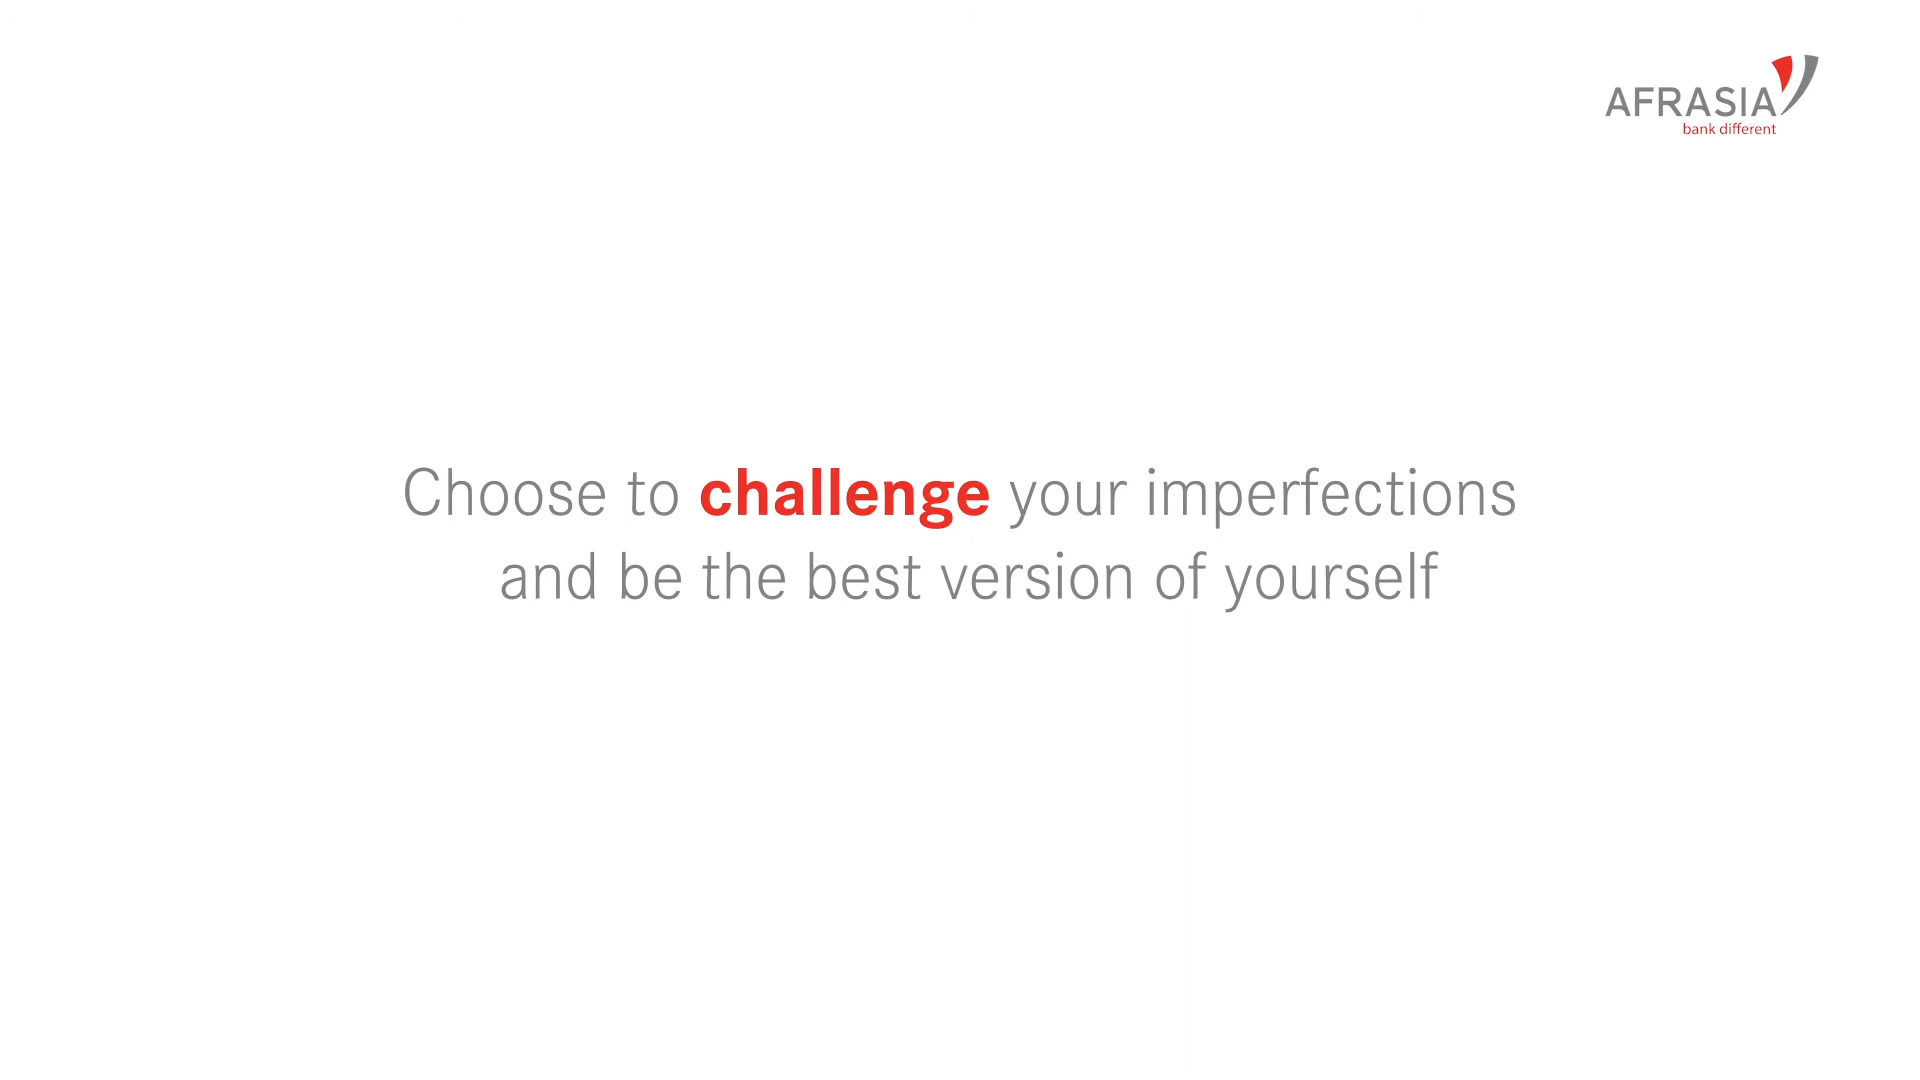 AFRASIA
bank different
Choose to challenge your imperfections
and be the best version of yourself